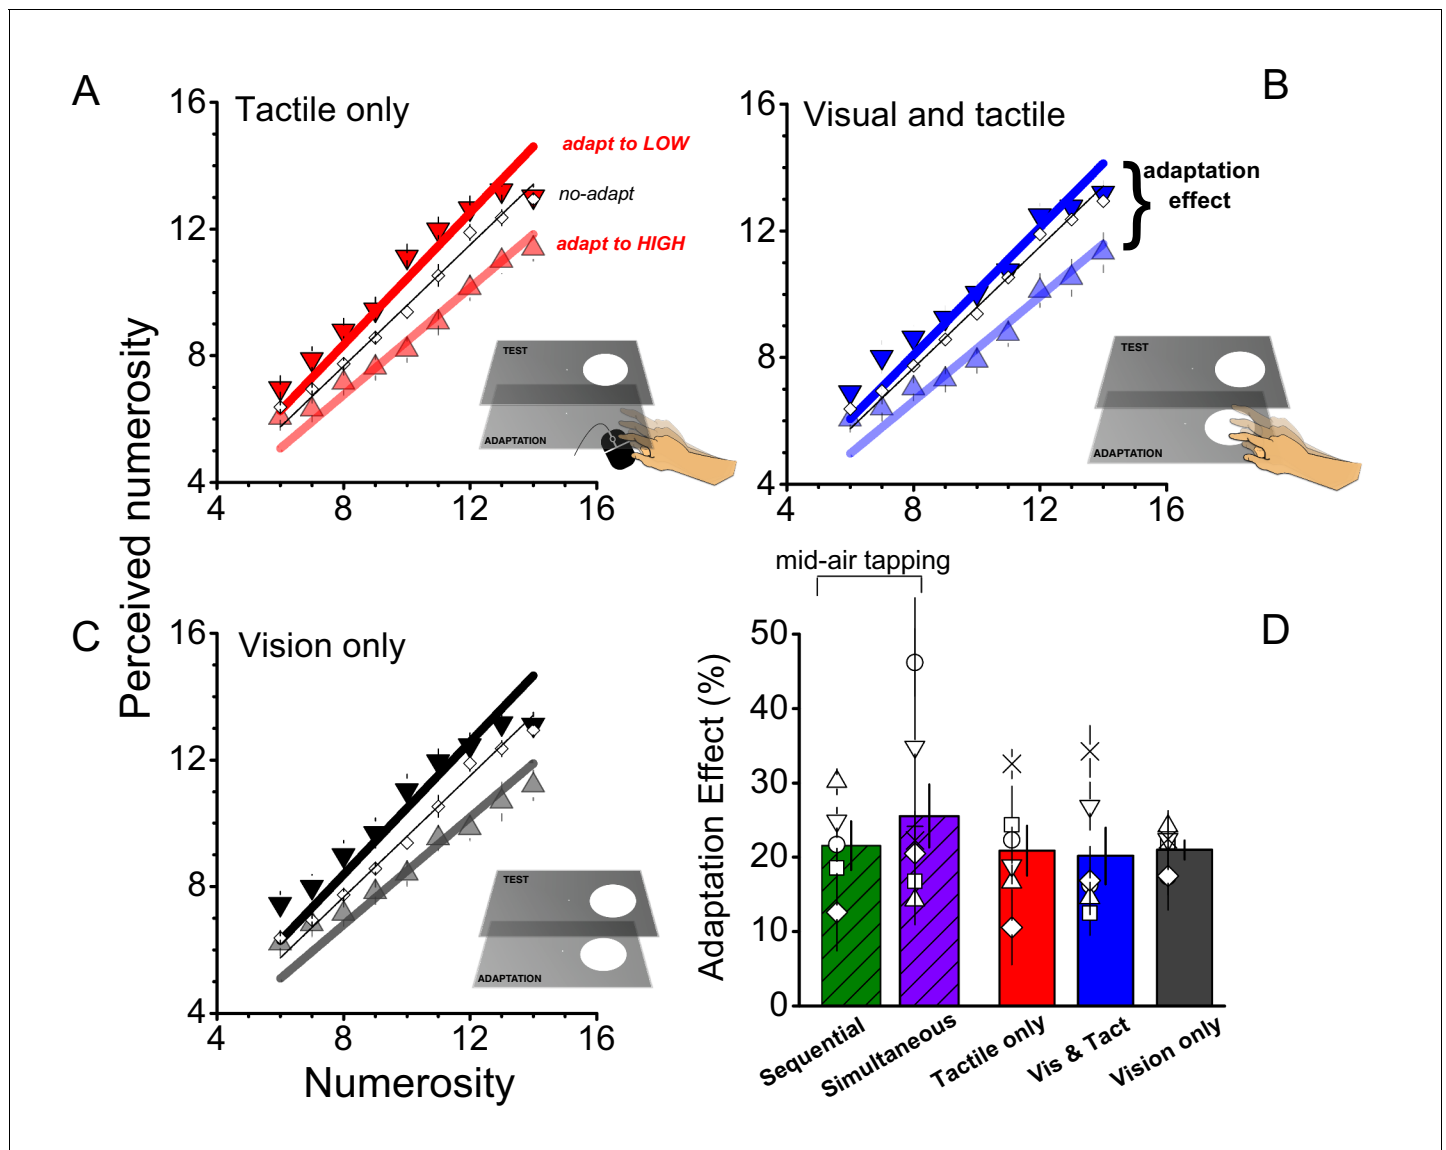 A
16
Tactile only
adapt to LOW
no-adapt
adapt to HIGH
12
8
4
4
8
12
16
TEST
ADAPTATION
B
16
Visual and tactile
adaptation
effect
}
12
8
4
4
8
12
16
TEST
ADAPTATION
Perceived numerosity
C
16
Vision only
12
8
4
4
8
12
16
TEST
ADAPTATION
Numerosity
mid-air tapping
D
50
40
30
20
10
0
Adaptation Effect (%)
Sequential
Simultaneous
Tactile only
Vis & Tact
Vision only